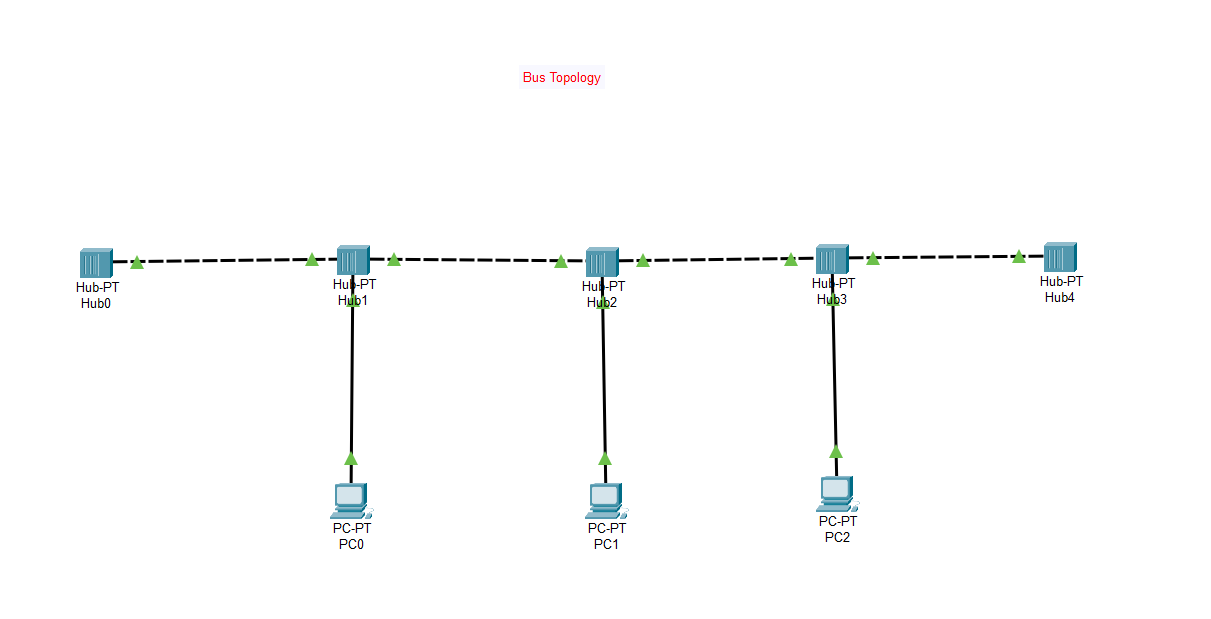 Bus Topology
Hub-PT
Hub0
Hub-PT
Hub1
Hub-PT
Hub2
Hub-PT
Hub3
Hub-PT
Hub4
PC-PT
PC0
PC-PT
PC1
PC-PT
PC2